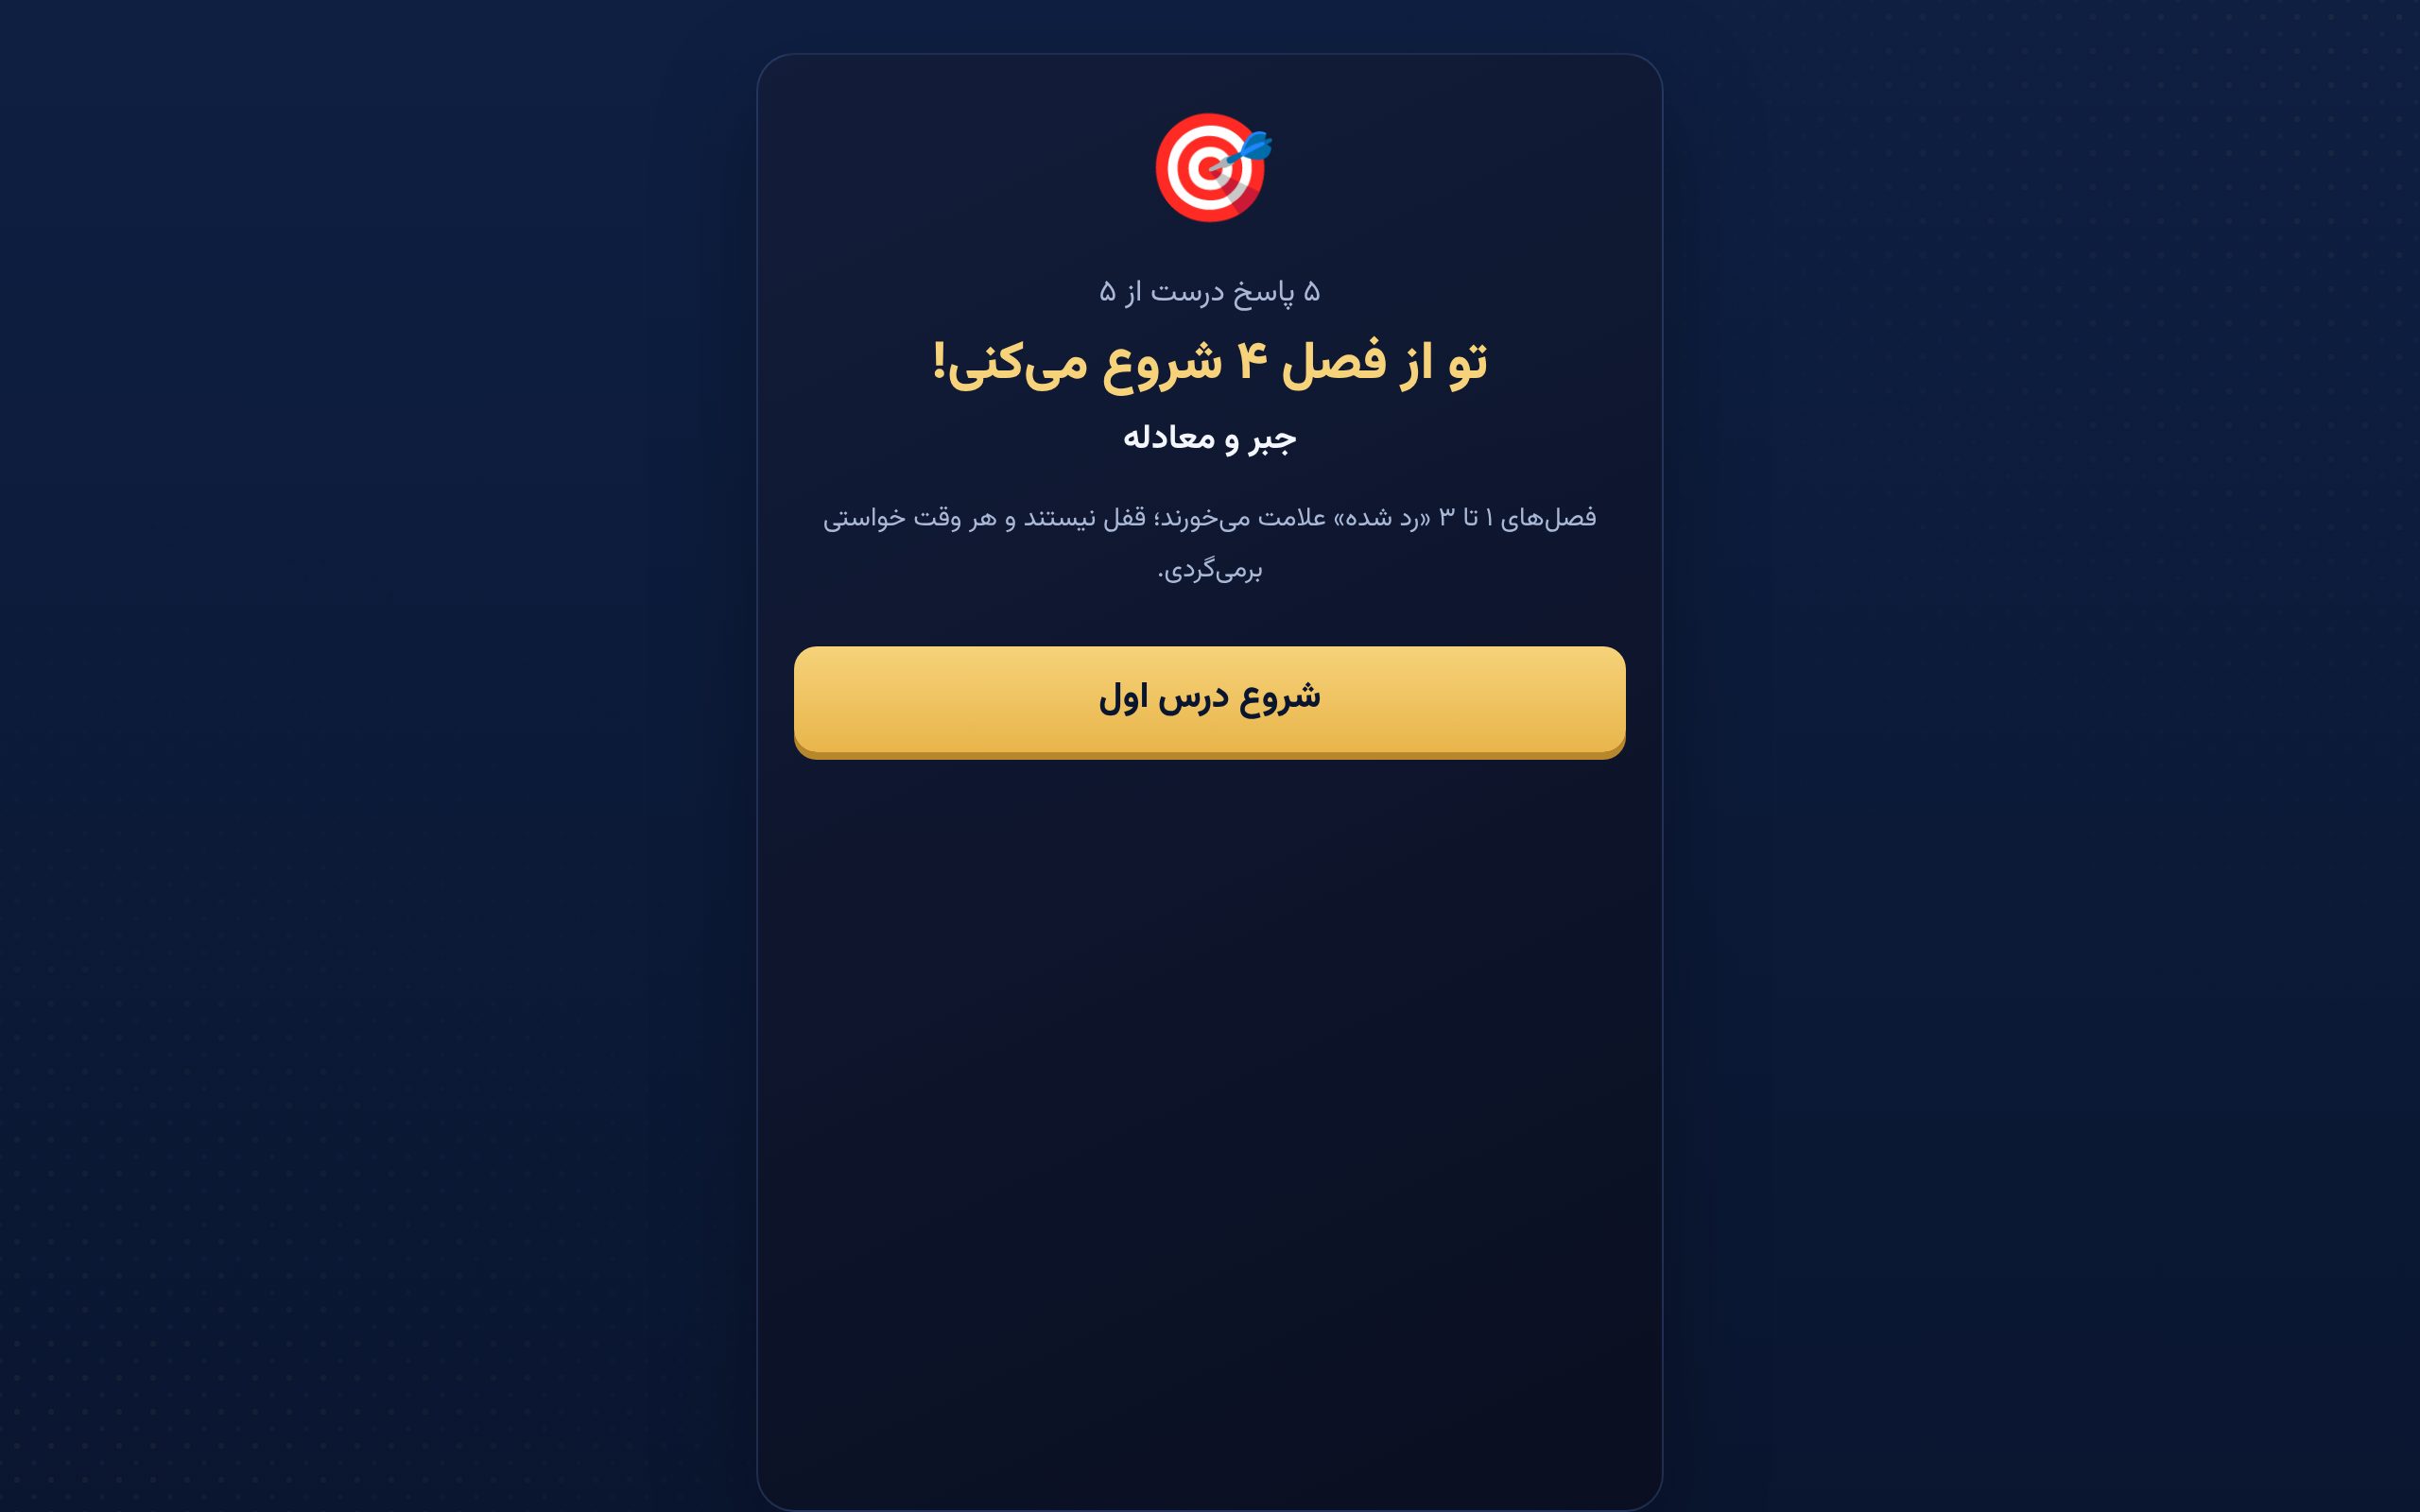 ۵ پاسخ درست از ۵
تو از فصل ۴ شروع می‌کنی!
جبر و معادله
فصل‌های ۱ تا ۳ «رد شده» علامت می‌خورند؛ قفل نیستند و هر وقت خواستی
برمی‌گردی.
شروع درس اول